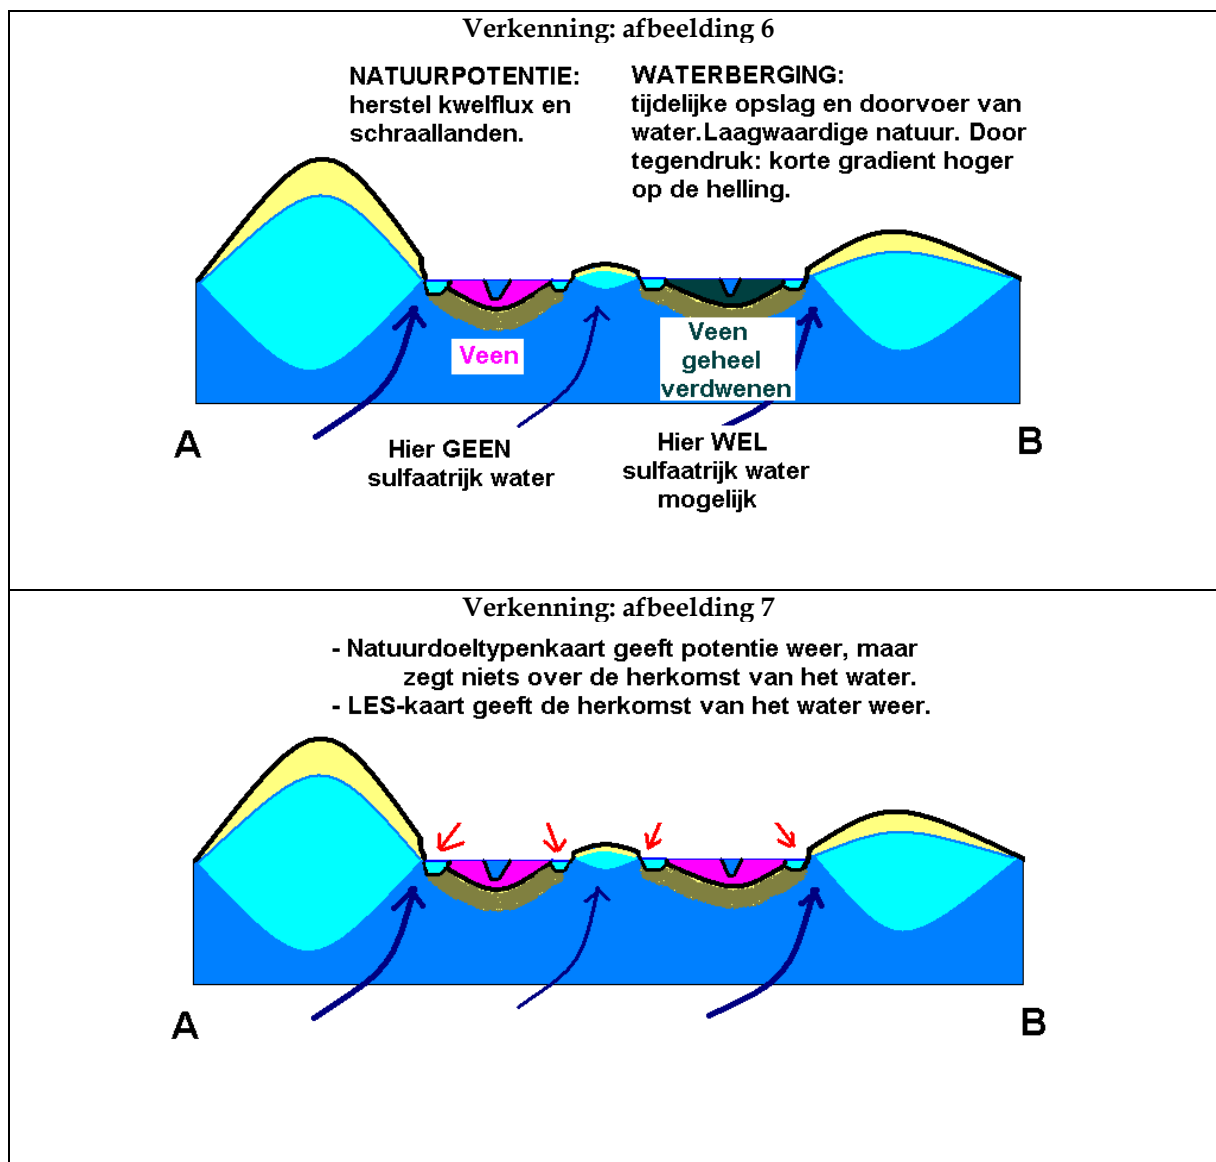 Verkenning: afbeelding 6
NATUURPOTENTIE:
herstel kwelflux en
schraallanden.
WATERBERGING:
tijdelijke opslag en doorvoer van
water.Laagwaardige natuur. Door
tegendruk: korte gradient hoger
op de helling.
Veen
Veen
geheel
verdwenen
A
Hier GEEN
sulfaatrijk water
Hier WEL
sulfaatrijk water
mogelijk
B
Verkenning: afbeelding 7
- Natuurdoeltypenkaart geeft potentie weer, maar
zegt niets over de herkomst van het water.
- LES-kaart geeft de herkomst van het water weer.
A
B